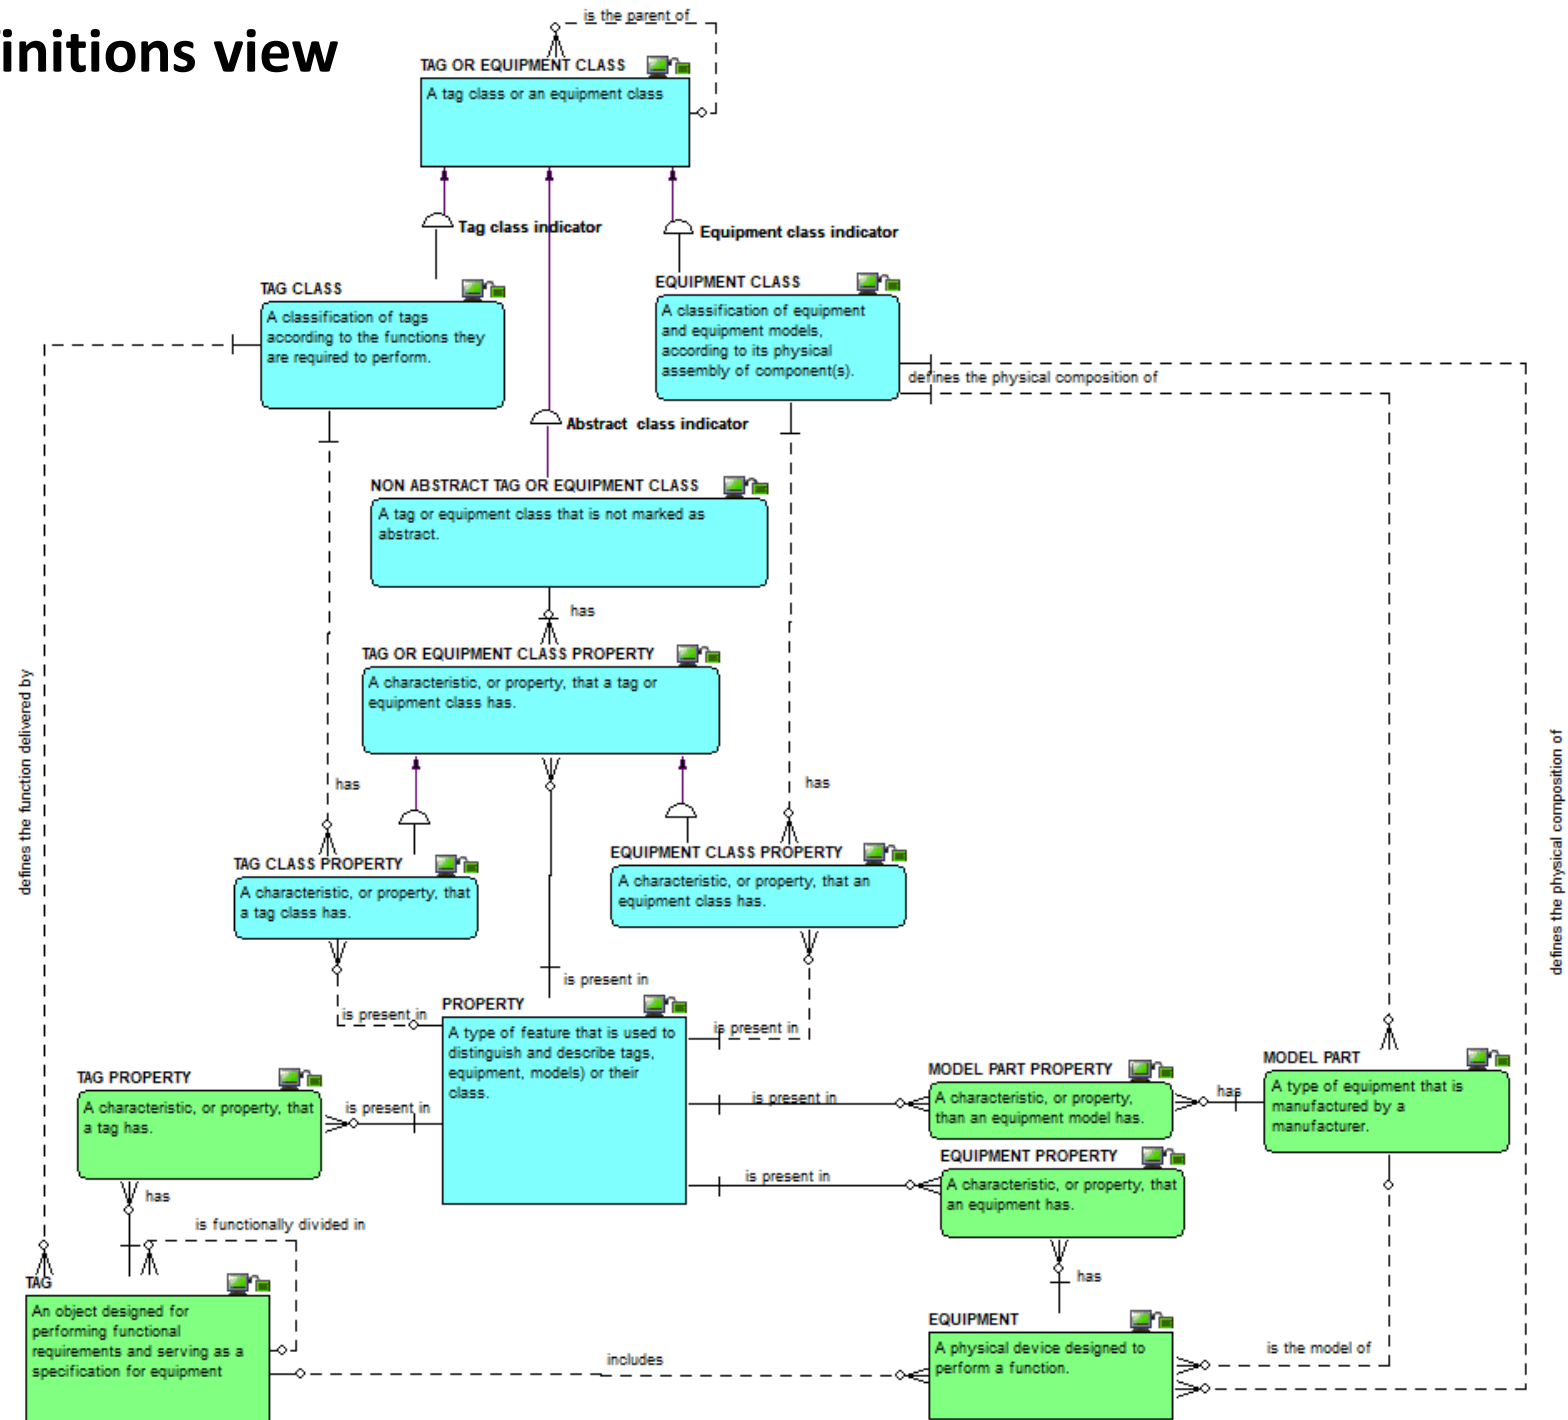 finitions view
is the parent of
TAG OR EQUIPMENT CLASS
A tag class or an equipment class
Tag class indicator
Equipment class indicator
TAG CLASS
A classification of tags
according to the functions they
are required to perform.
EQUIPMENT CLASS
A classification of equipment
and equipment models,
according to its physical
assembly of component(s).
defines the physical composition of
Abstract class indicator
NON ABSTRACT TAG OR EQUIPMENT CLASS
A tag or equipment class that is not marked as
abstract.
has
TAG OR EQUIPMENT CLASS PROPERTY
A characteristic, or property, that a tag or
equipment class has.
defines the function delivered by
has
has
defines the physical composition of
TAG CLASS PROPERTY
A characteristic, or property, that
a tag class has.
EQUIPMENT CLASS PROPERTY
A characteristic, or property, that an
equipment class has.
is present in
is present in
is present in
PROPERTY
A type of feature that is used to
distinguish and describe tags,
equipment, models) or their
class.
TAG PROPERTY
A characteristic, or property, that
a tag has.
is present in
is present in
MODEL PART PROPERTY
A characteristic, or property,
than an equipment model has.
has
MODEL PART
A type of equipment that is
manufactured by a
manufacturer.
is present in
EQUIPMENT PROPERTY
A characteristic, or property, that
an equipment has.
has
is functionally divided in
TAG
An object designed for
performing functional
requirements and serving as a
specification for equipment
includes
has
EQUIPMENT
A physical device designed to
perform a function.
is the model of